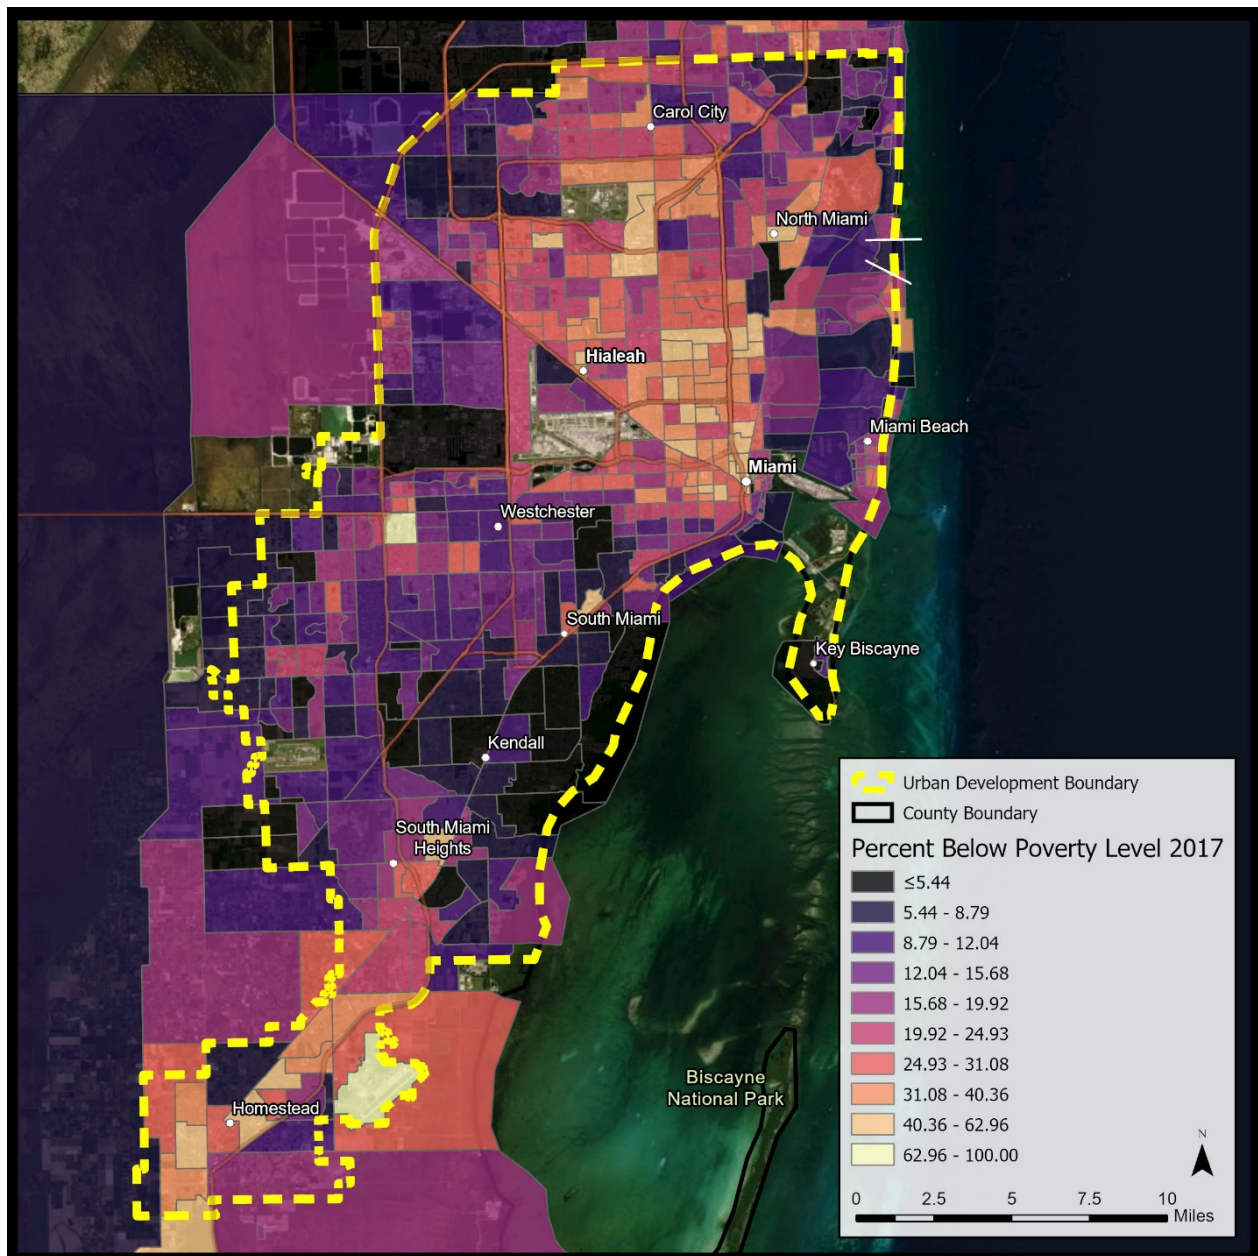 Carol City
North Miami
Hialeah
Miami Beach
Miami
Westchester
South Miami
Key Biscayne
Kendall
South Miami
Heights
Homestead
Biscayne
National Park
Urban Development Boundary
County Boundary
Percent Below Poverty Level 2017
≤5.44
5.44 - 8.79
8.79 - 12.04
12.04 - 15.68
15.68 - 19.92
19.92 - 24.93
24.93 - 31.08
31.08 - 40.36
40.36 - 62.96
62.96 - 100.00
N
0 2.5 5 7.5 10
Miles